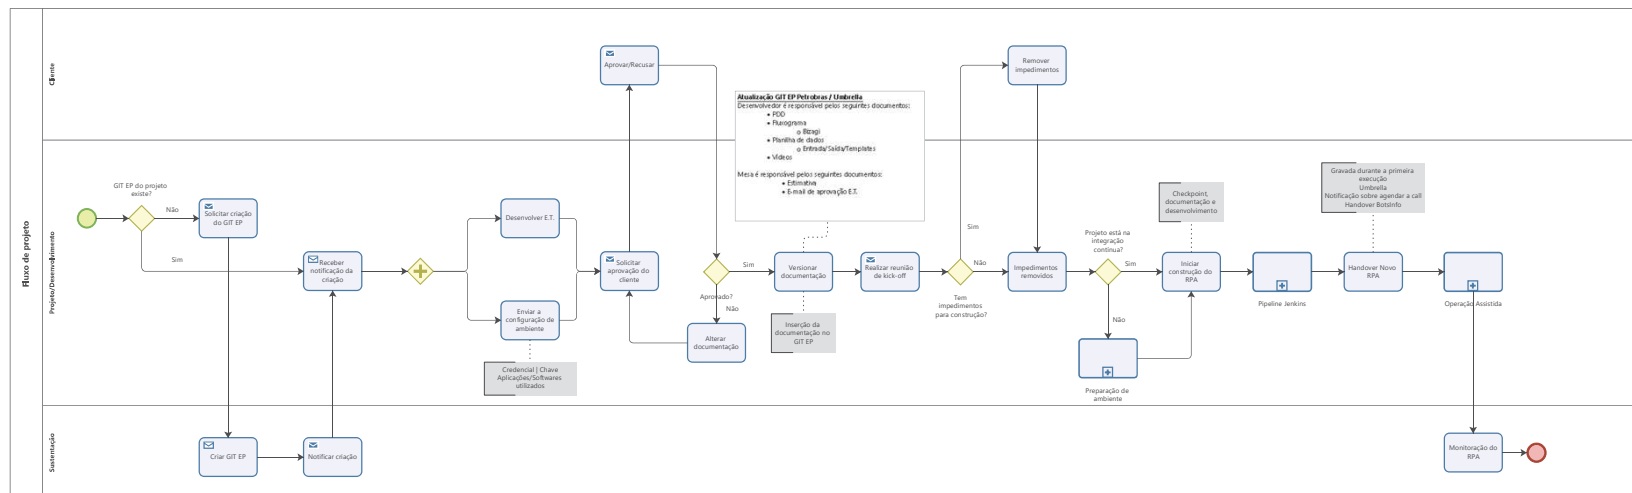 Fluxo de projeto
Cliente
Projeto/Desenvolvimento
Sustentação
GIT EP do projeto
existe?
Não
Sim
Solicitar criação
do GIT EP
Criar GIT EP
Notificar criação
Receber
notificação da
criação
Desenvolver E.T.
Enviar a
configuração de
ambiente
Credencial | Chave
Aplicações/Softwares
utilizados
Solicitar
aprovação do
cliente
Aprovar/Recusar
Aprovado?
Sim
Não
Alterar
documentação
Atualização GIT EP Petrobras / Umbrella
Desenvolvedor é responsável pelos seguintes documentos:
• PDD
• Fluxograma
o Bizagi
• Planilha de dados
o Entrada/Saída/Templates
• Vídeos
Mesa é responsável pelos seguintes documentos:
• Estimativa
• E-mail de aprovação E.T.
Versionar
documentação
Inserção da
documentação no
GIT EP
Realizar reunião
de kick-off
Sim
Não
Tem
impedimentos
para construção?
Remover
impedimentos
Impedimentos
removidos
Projeto está na
integração
contínua?
Sim
Não
Preparação de
ambiente
Checkpoint,
documentação e
desenvolvimento
Iniciar
construção do
RPA
Pipeline Jenkins
Gravada durante a primeira
execução
Umbrella
Notificação sobre agendar a call
Handover BotsInfo
Handover Novo
RPA
Operação Assistida
Monitoração do
RPA